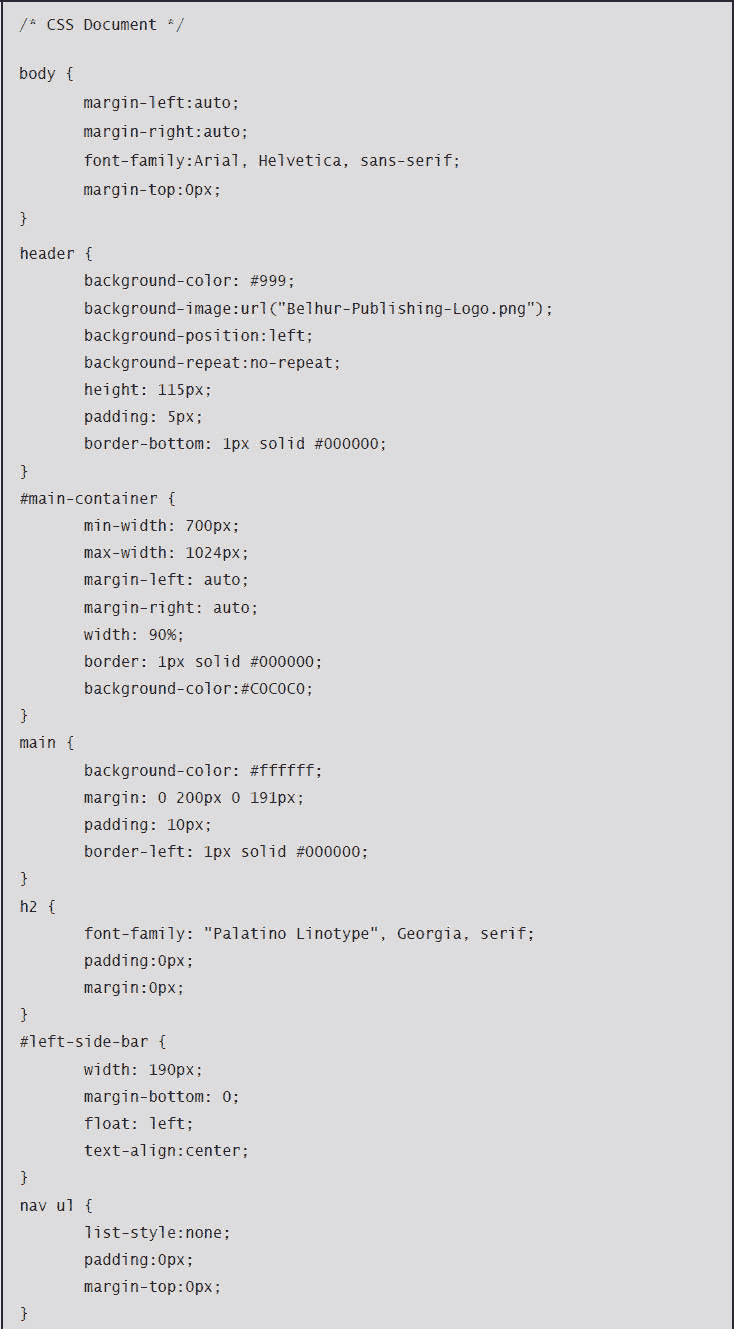 /* CSS Document */
body {
margin-left:auto;
margin-right:auto;
font-family:Arial, Helvetica, sans-serif;
margin-top:0px;
}
header {
background-color: #999;
background-image:url("Belhur-Publishing-Logo.png");
background-position:left;
background-repeat:no-repeat;
height: 115px;
padding: 5px;
border-bottom: 1px solid #000000;
}
#main-container {
min-width: 700px;
max-width: 1024px;
margin-left: auto;
margin-right: auto;
width: 90%;
border: 1px solid #000000;
background-color:#C0C0C0;
}
main {
background-color: #ffffff;
margin: 0 200px 0 191px;
padding: 10px;
border-left: 1px solid #000000;
}
h2 {
font-family: "Palatino Linotype", Georgia, serif;
padding:0px;
margin:0px;
}
#left-side-bar {
width: 190px;
margin-bottom: 0;
float: left;
text-align:center;
}
nav ul {
list-style:none;
padding:0px;
margin-top:0px;
}